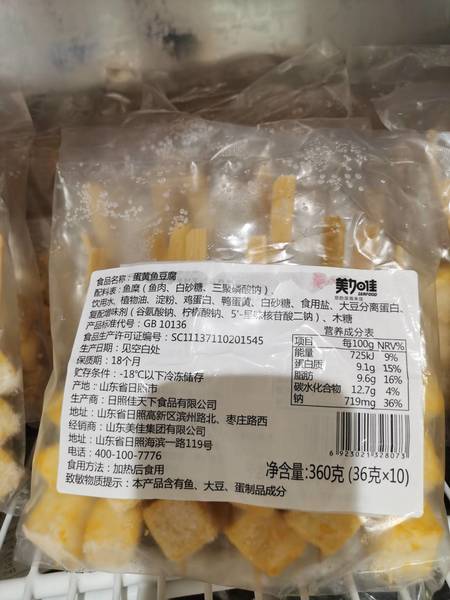 美加佳
SEAFOOD
食品名称：蛋黄鱼豆腐
配料表：鱼糜（鱼肉、白砂糖、三聚磷酸钠）、
饮用水、植物油、淀粉、鸡蛋白、鸭蛋黄、白砂糖、食用盐、大豆分离蛋白、
复配增味剂（谷氨酸钠、柠檬酸钠、5'-呈味核苷酸二钠）、木糖
产品标准代号：GB 10136
食品生产许可证编号：SC11137110201545
生产日期：见空白处
保质期：18个月
贮存条件：-18℃以下冷冻储存
产地：山东省日照市
生产商：日照佳天下食品有限公司
地址：山东省日照高新区滨州路北、枣庄路西
经销商：山东美佳集团有限公司
地址：山东省日照海滨一路119号
电话：400-100-7776
食用方法：加热后食用
致敏物质提示：本产品含有鱼、大豆、蛋制品成分
营养成分表
项目 每100g NRV%
能量 725kJ 9%
蛋白质 9.1g 15%
脂肪 9.6g 16%
碳水化合物 12.7g 4%
钠 719mg 36%
6 923021 328073
净含量：360克 (36克×10)